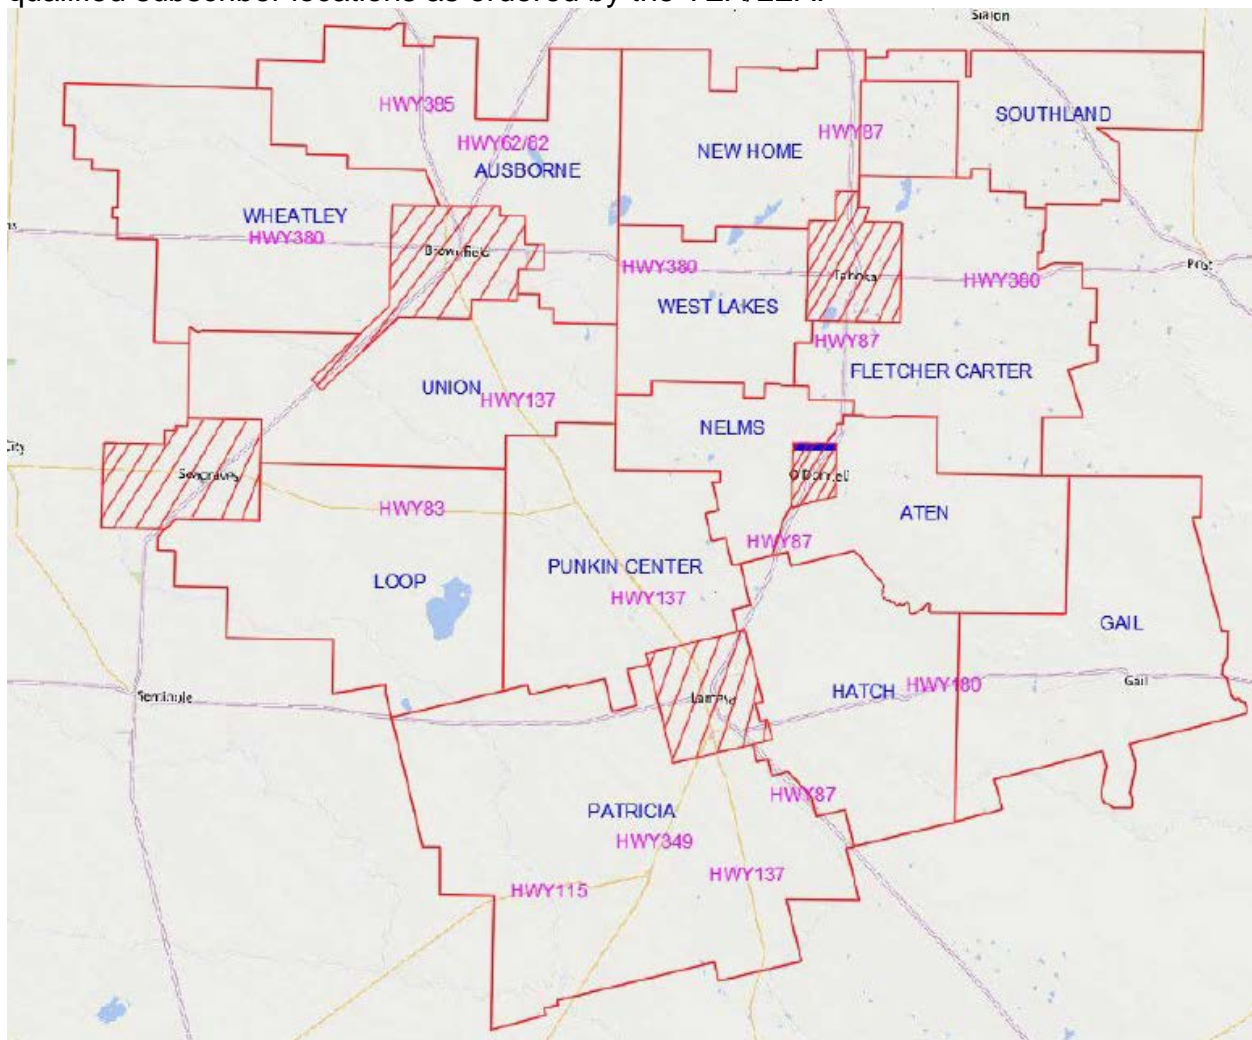 qualified subscriber locations as ordered by the
Slaton
HWY385
SOUTHLAND
HWY87
HWY62/82
NEW HOME
AUSBORNE
WHEATLEY
HWY380
Brownfield
HWY380
Tahoka
HWY380
Post
WEST LAKES
HWY87
FLETCHER CARTER
UNION
HWY137
NELMS
City
Seagraves
O'Donnell
HWY83
ATEN
HWY87
PUNKIN CENTER
LOOP
HWY137
GAIL
Gail
HWY180
HATCH
Seminole
Lamesa
HWY87
PATRICIA
HWY349
HWY137
HWY115